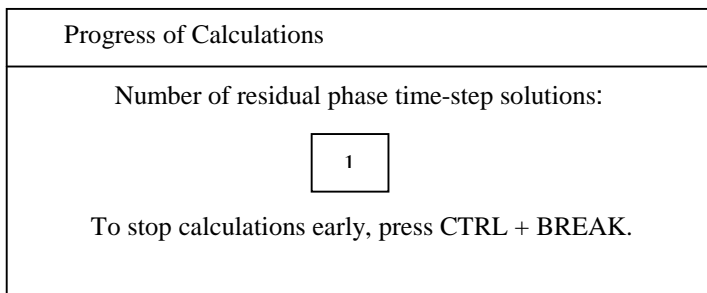 Progress of Calculations
Number of residual phase time-step solutions:
1
To stop calculations early, press CTRL + BREAK.